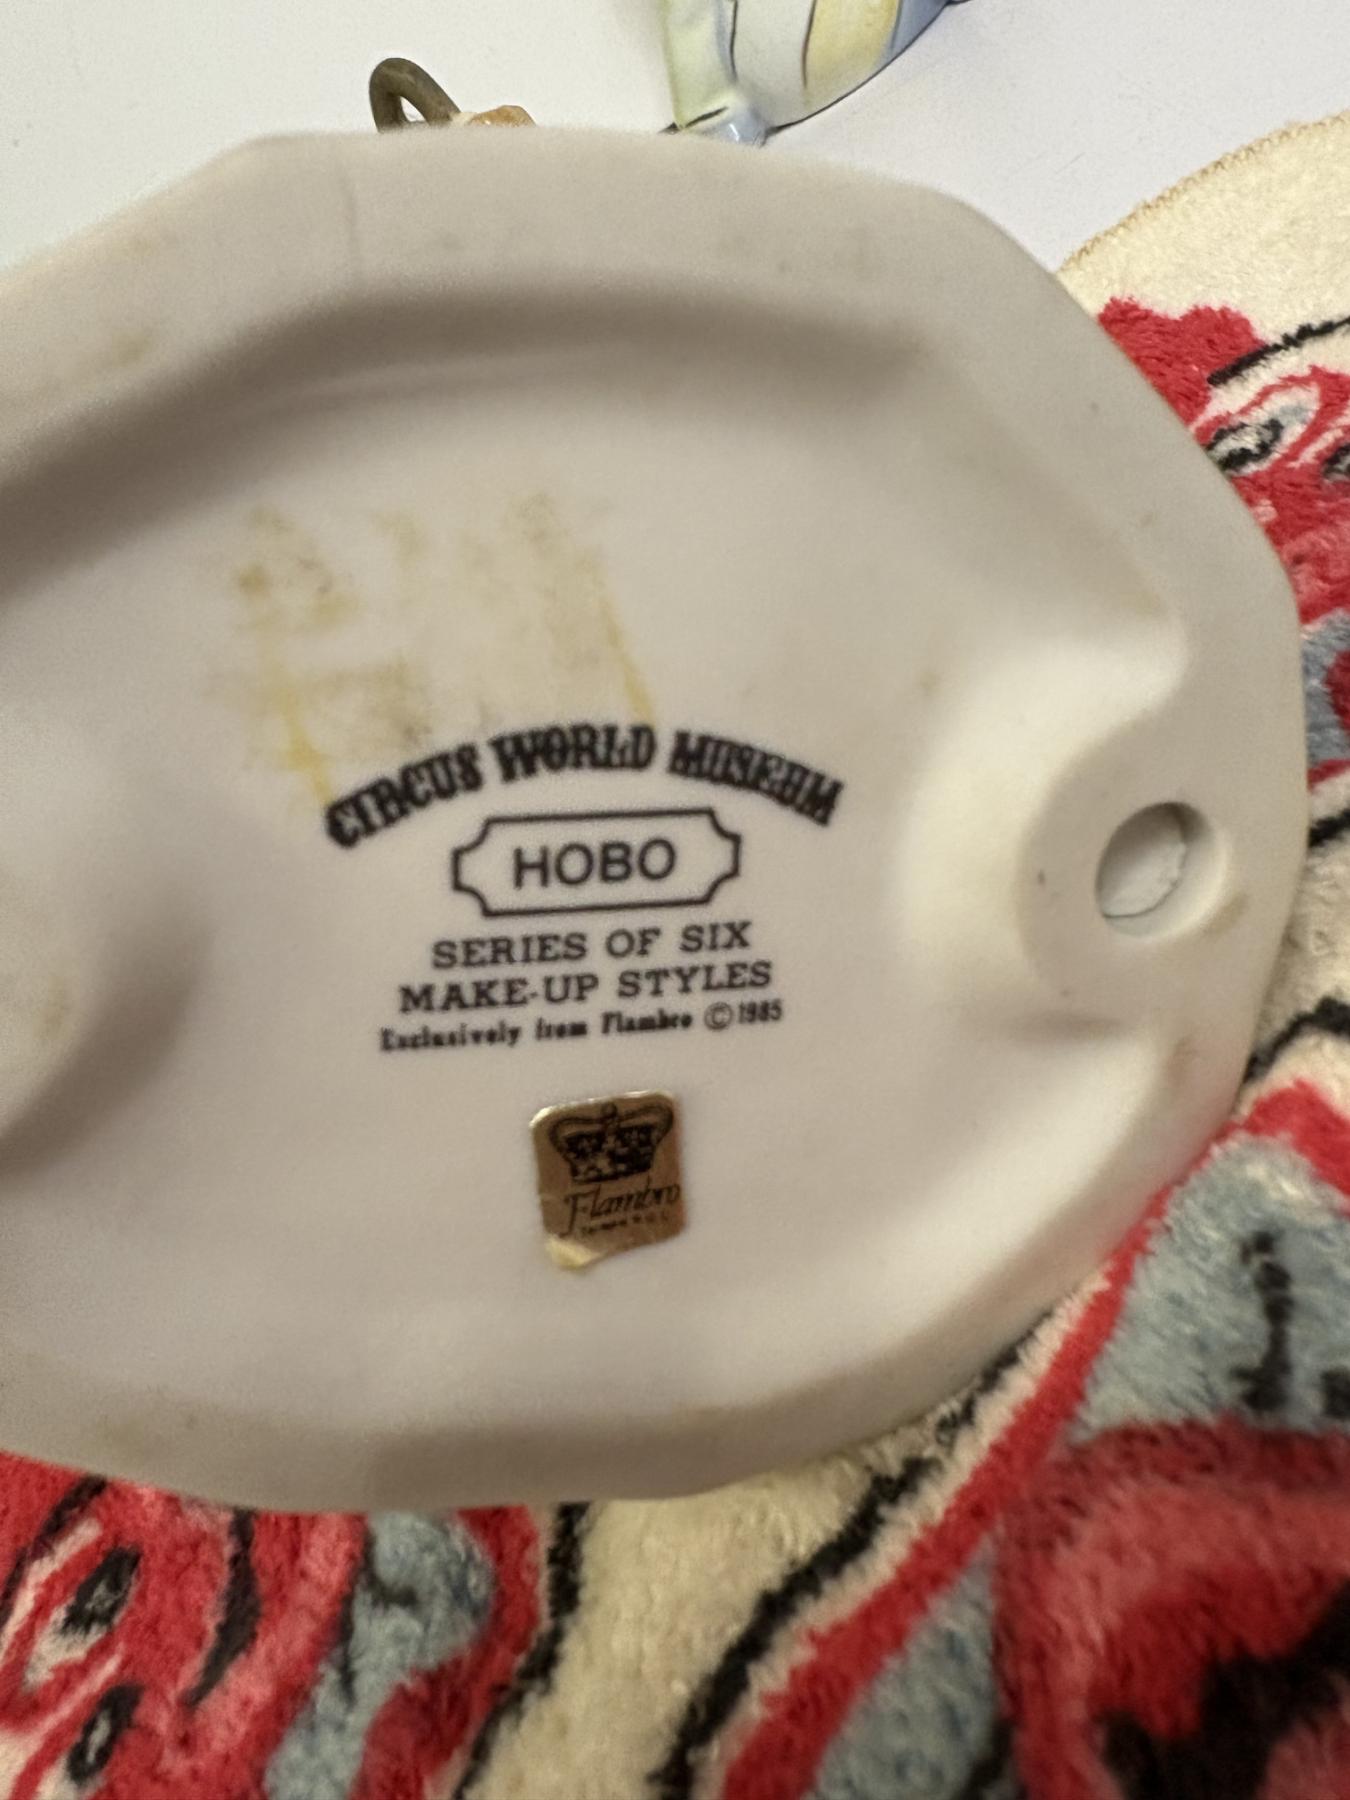 CIRCUS WORLD MUSEUM
HOBO
SERIES OF SIX
MAKE-UP STYLES
Exclusively from Flambro ©1985
Flambro